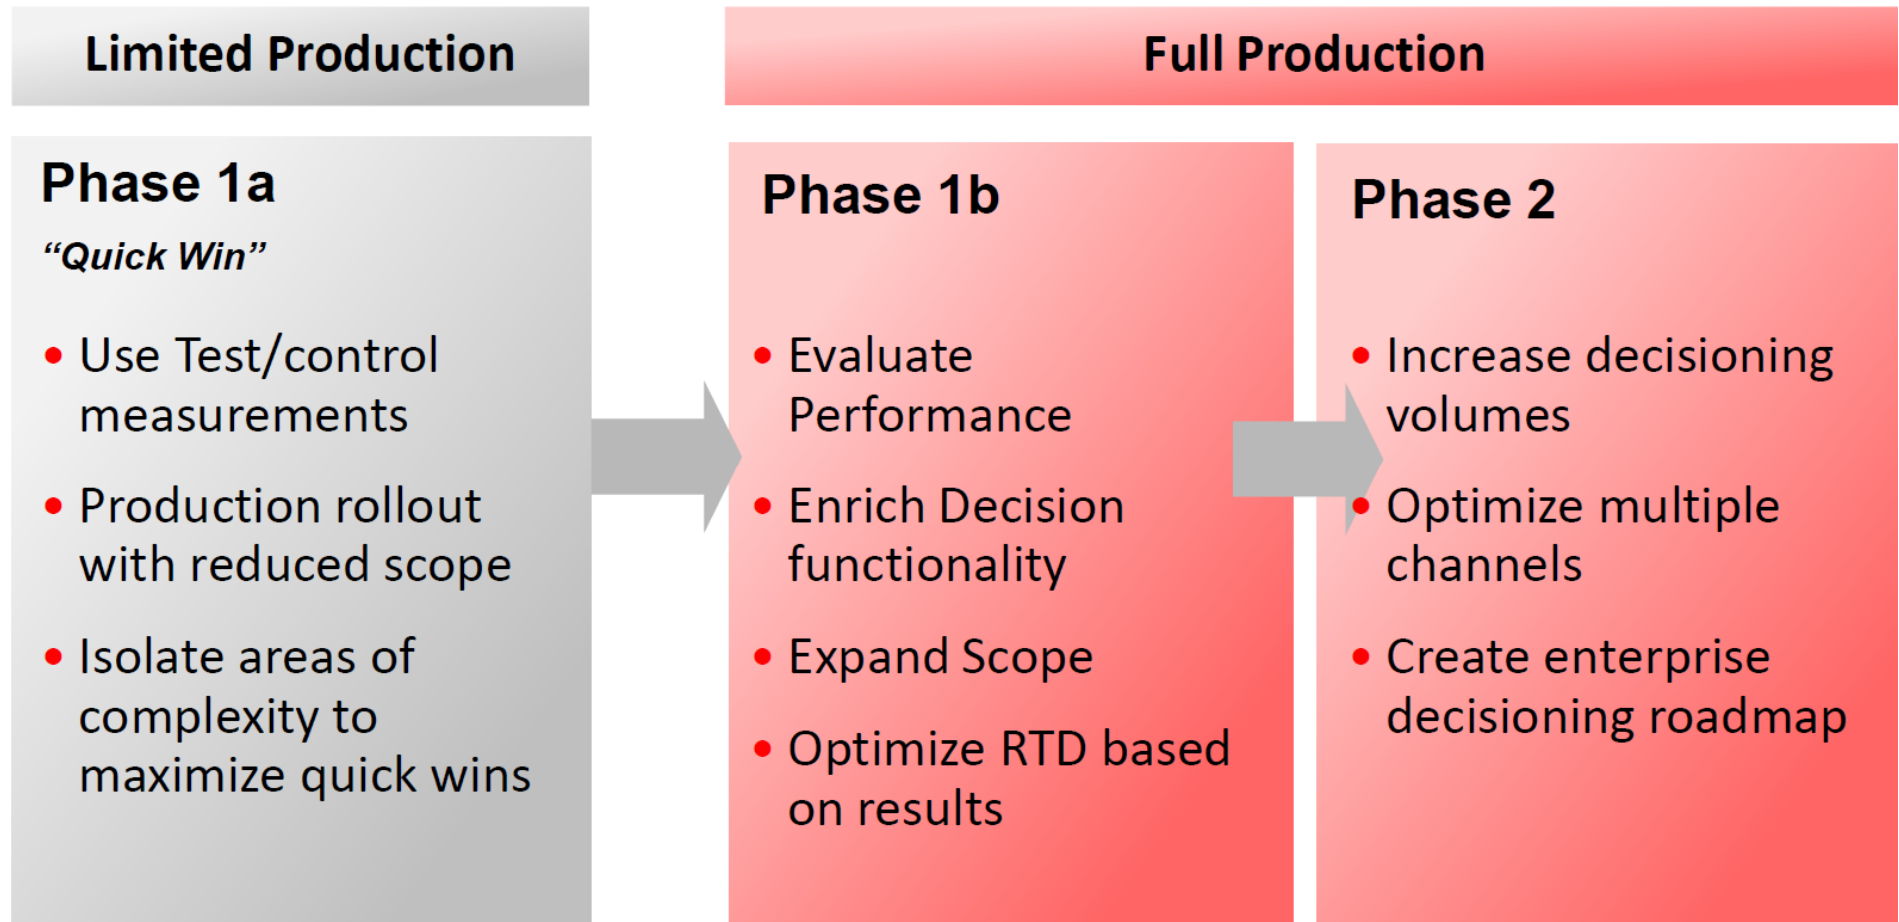 Limited Production
Full Production
Phase 1a
“Quick Win”
• Use Test/control
measurements
• Production rollout
with reduced scope
• Isolate areas of
complexity to
maximize quick wins
Phase 1b
• Evaluate
Performance
• Enrich Decision
functionality
• Expand Scope
• Optimize RTD based
on results
Phase 2
• Increase decisioning
volumes
• Optimize multiple
channels
• Create enterprise
decisioning roadmap